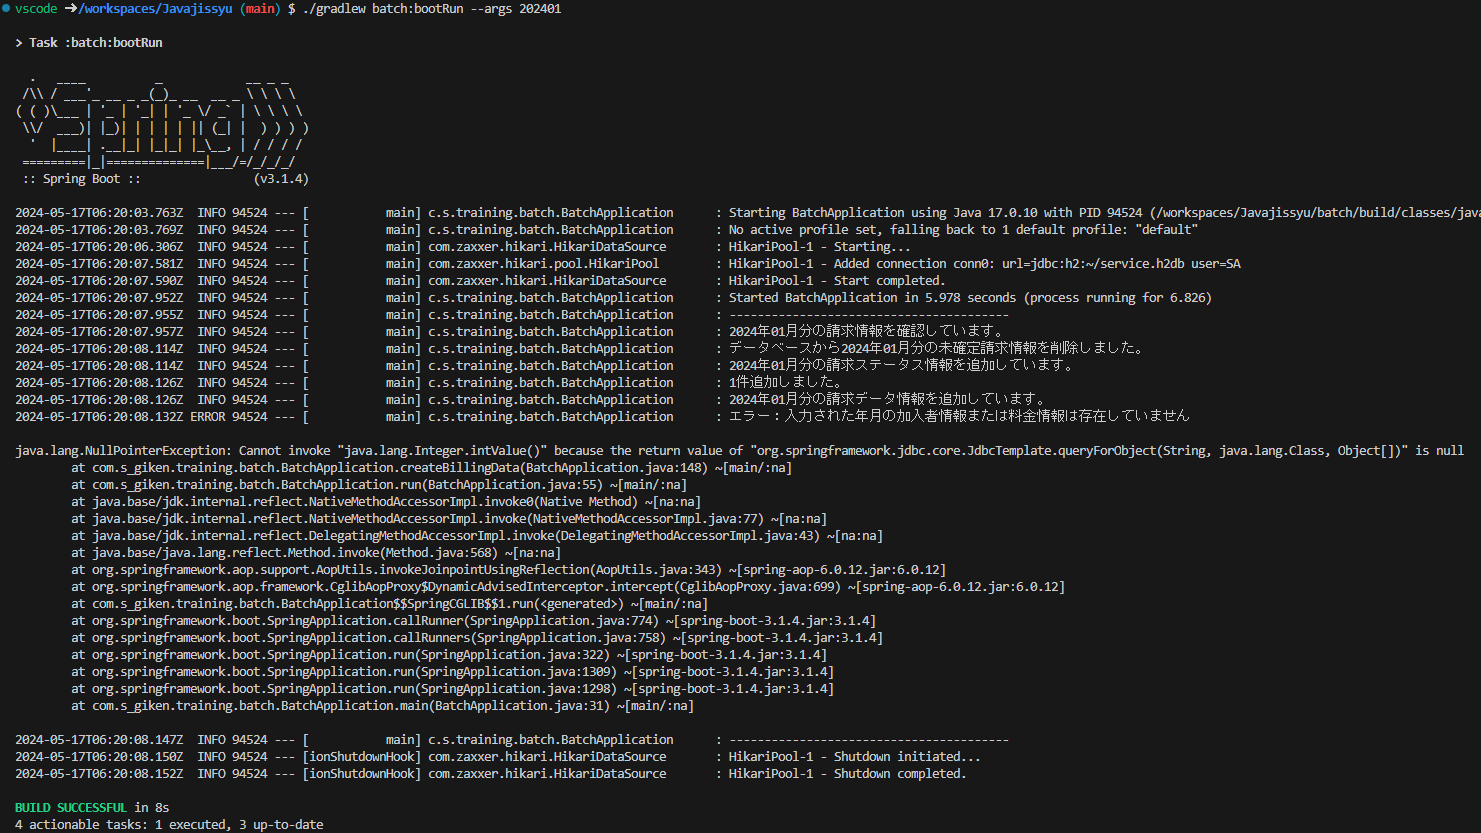 vscode →/workspaces/Javajissyu (main) $ ./gradlew batch:bootRun --args 202401
> Task :batch:bootRun
  .   ____          _            __ _ _
 /\\ / ___'_ __ _ _(_)_ __  __ _ \ \ \ \
( ( )\___ | '_ | '_| | '_ \/ _` | \ \ \ \
 \\/  ___)| |_)| | | | | || (_| |  ) ) ) )
  '  |____| .__|_| |_|_| |_\__, | / / / /
 =========|_|==============|___/=/_/_/_/
 :: Spring Boot ::                (v3.1.4)
2024-05-17T06:20:03.763Z  INFO 94524 --- [           main] c.s.training.batch.BatchApplication      : Starting BatchApplication using Java 17.0.10 with PID 94524 (/workspaces/Javajissyu/batch/build/classes/java
2024-05-17T06:20:03.769Z  INFO 94524 --- [           main] c.s.training.batch.BatchApplication      : No active profile set, falling back to 1 default profile: "default"
2024-05-17T06:20:06.306Z  INFO 94524 --- [           main] com.zaxxer.hikari.HikariDataSource       : HikariPool-1 - Starting...
2024-05-17T06:20:07.581Z  INFO 94524 --- [           main] com.zaxxer.hikari.pool.HikariPool        : HikariPool-1 - Added connection conn0: url=jdbc:h2:~/service.h2db user=SA
2024-05-17T06:20:07.590Z  INFO 94524 --- [           main] com.zaxxer.hikari.HikariDataSource       : HikariPool-1 - Start completed.
2024-05-17T06:20:07.952Z  INFO 94524 --- [           main] c.s.training.batch.BatchApplication      : Started BatchApplication in 5.978 seconds (process running for 6.826)
2024-05-17T06:20:07.955Z  INFO 94524 --- [           main] c.s.training.batch.BatchApplication      : ----------------------------------------
2024-05-17T06:20:07.957Z  INFO 94524 --- [           main] c.s.training.batch.BatchApplication      : 2024年01月分の請求情報を確認しています。
2024-05-17T06:20:08.114Z  INFO 94524 --- [           main] c.s.training.batch.BatchApplication      : データベースから2024年01月分の未確定請求情報を削除しました。
2024-05-17T06:20:08.114Z  INFO 94524 --- [           main] c.s.training.batch.BatchApplication      : 2024年01月分の請求ステータス情報を追加しています。
2024-05-17T06:20:08.126Z  INFO 94524 --- [           main] c.s.training.batch.BatchApplication      : 1件追加しました。
2024-05-17T06:20:08.126Z  INFO 94524 --- [           main] c.s.training.batch.BatchApplication      : 2024年01月分の請求データ情報を追加しています。
2024-05-17T06:20:08.132Z ERROR 94524 --- [           main] c.s.training.batch.BatchApplication      : エラー：入力された年月の加入者情報または料金情報は存在していません
java.lang.NullPointerException: Cannot invoke "java.lang.Integer.intValue()" because the return value of "org.springframework.jdbc.core.JdbcTemplate.queryForObject(String, java.lang.Class, Object[])" is null
        at com.s_giken.training.batch.BatchApplication.createBillingData(BatchApplication.java:148) ~[main/:na]
        at com.s_giken.training.batch.BatchApplication.run(BatchApplication.java:55) ~[main/:na]
        at java.base/jdk.internal.reflect.NativeMethodAccessorImpl.invoke0(Native Method) ~[na:na]
        at java.base/jdk.internal.reflect.NativeMethodAccessorImpl.invoke(NativeMethodAccessorImpl.java:77) ~[na:na]
        at java.base/jdk.internal.reflect.DelegatingMethodAccessorImpl.invoke(DelegatingMethodAccessorImpl.java:43) ~[na:na]
        at java.base/java.lang.reflect.Method.invoke(Method.java:568) ~[na:na]
        at org.springframework.aop.support.AopUtils.invokeJoinpointUsingReflection(AopUtils.java:343) ~[spring-aop-6.0.12.jar:6.0.12]
        at org.springframework.aop.framework.CglibAopProxy$DynamicAdvisedInterceptor.intercept(CglibAopProxy.java:699) ~[spring-aop-6.0.12.jar:6.0.12]
        at com.s_giken.training.batch.BatchApplication$$SpringCGLIB$$1.run(<generated>) ~[main/:na]
        at org.springframework.boot.SpringApplication.callRunner(SpringApplication.java:774) ~[spring-boot-3.1.4.jar:3.1.4]
        at org.springframework.boot.SpringApplication.callRunners(SpringApplication.java:758) ~[spring-boot-3.1.4.jar:3.1.4]
        at org.springframework.boot.SpringApplication.run(SpringApplication.java:322) ~[spring-boot-3.1.4.jar:3.1.4]
        at org.springframework.boot.SpringApplication.run(SpringApplication.java:1309) ~[spring-boot-3.1.4.jar:3.1.4]
        at org.springframework.boot.SpringApplication.run(SpringApplication.java:1298) ~[spring-boot-3.1.4.jar:3.1.4]
        at com.s_giken.training.batch.BatchApplication.main(BatchApplication.java:31) ~[main/:na]
2024-05-17T06:20:08.147Z  INFO 94524 --- [           main] c.s.training.batch.BatchApplication      : ----------------------------------------
2024-05-17T06:20:08.150Z  INFO 94524 --- [ionShutdownHook] com.zaxxer.hikari.HikariDataSource       : HikariPool-1 - Shutdown initiated...
2024-05-17T06:20:08.152Z  INFO 94524 --- [ionShutdownHook] com.zaxxer.hikari.HikariDataSource       : HikariPool-1 - Shutdown completed.
BUILD SUCCESSFUL in 8s
4 actionable tasks: 1 executed, 3 up-to-date